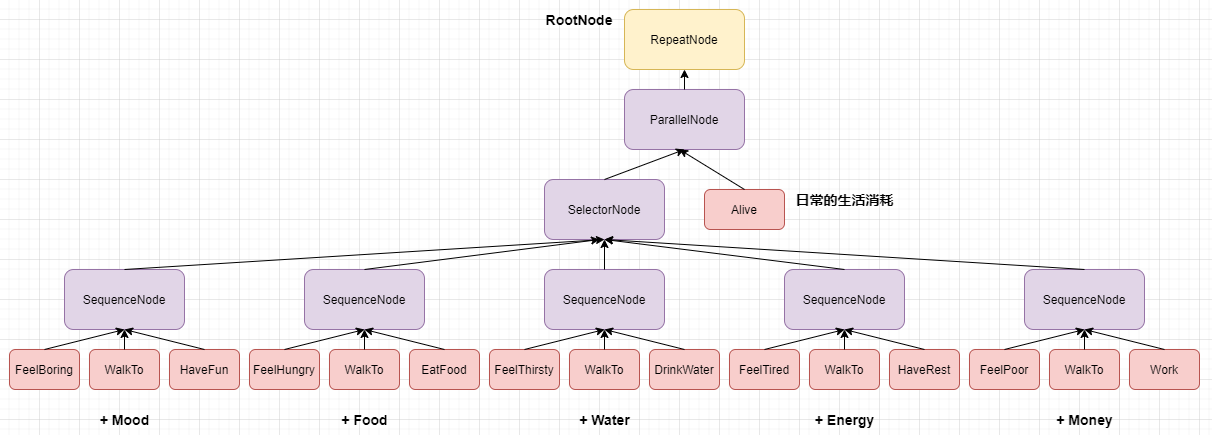 RootNode
RepeatNode
ParallelNode
SelectorNode
Alive
日常的生活消耗
SequenceNode
SequenceNode
SequenceNode
SequenceNode
SequenceNode
FeelBoring
WalkTo
HaveFun
FeelHungry
WalkTo
EatFood
FeelThirsty
WalkTo
DrinkWater
FeelTired
WalkTo
HaveRest
FeelPoor
WalkTo
Work
+ Mood
+ Food
+ Water
+ Energy
+ Money